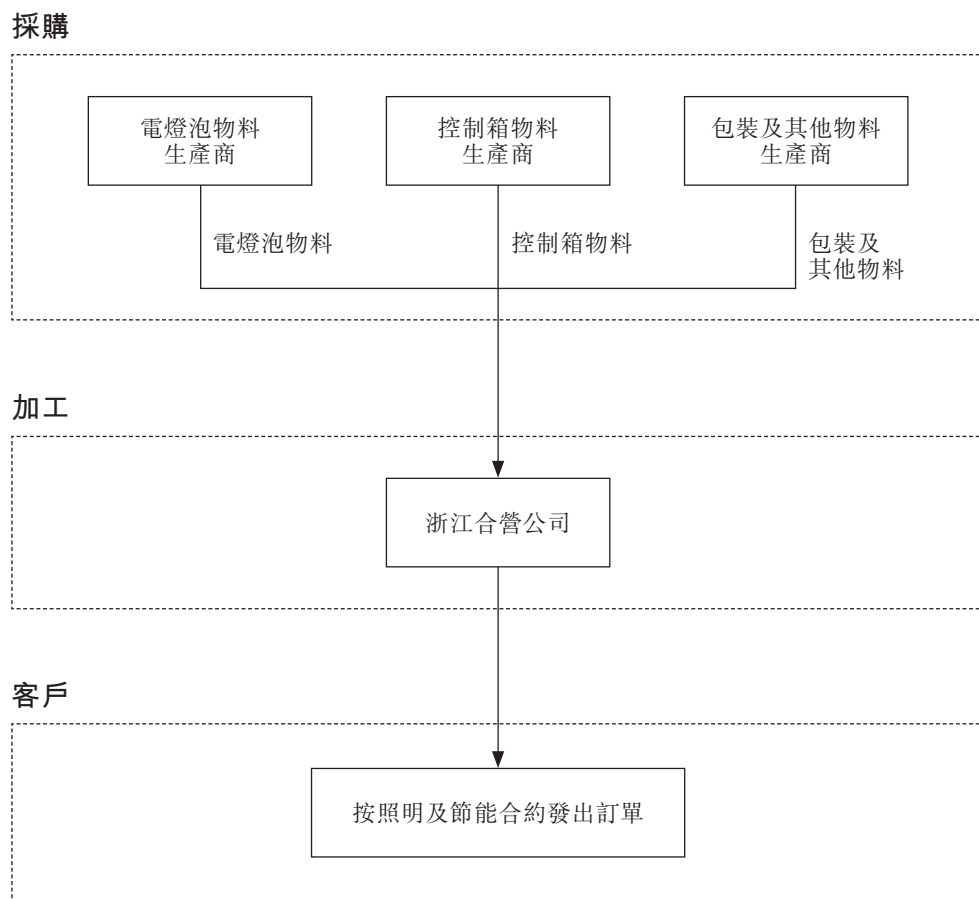 採購
電燈泡物料
生產商
控制箱物料
生產商
包裝及其他物料
生產商
電燈泡物料
控制箱物料
包裝及
其他物料
加工
浙江合營公司
客戶
按照明及節能合約發出訂單